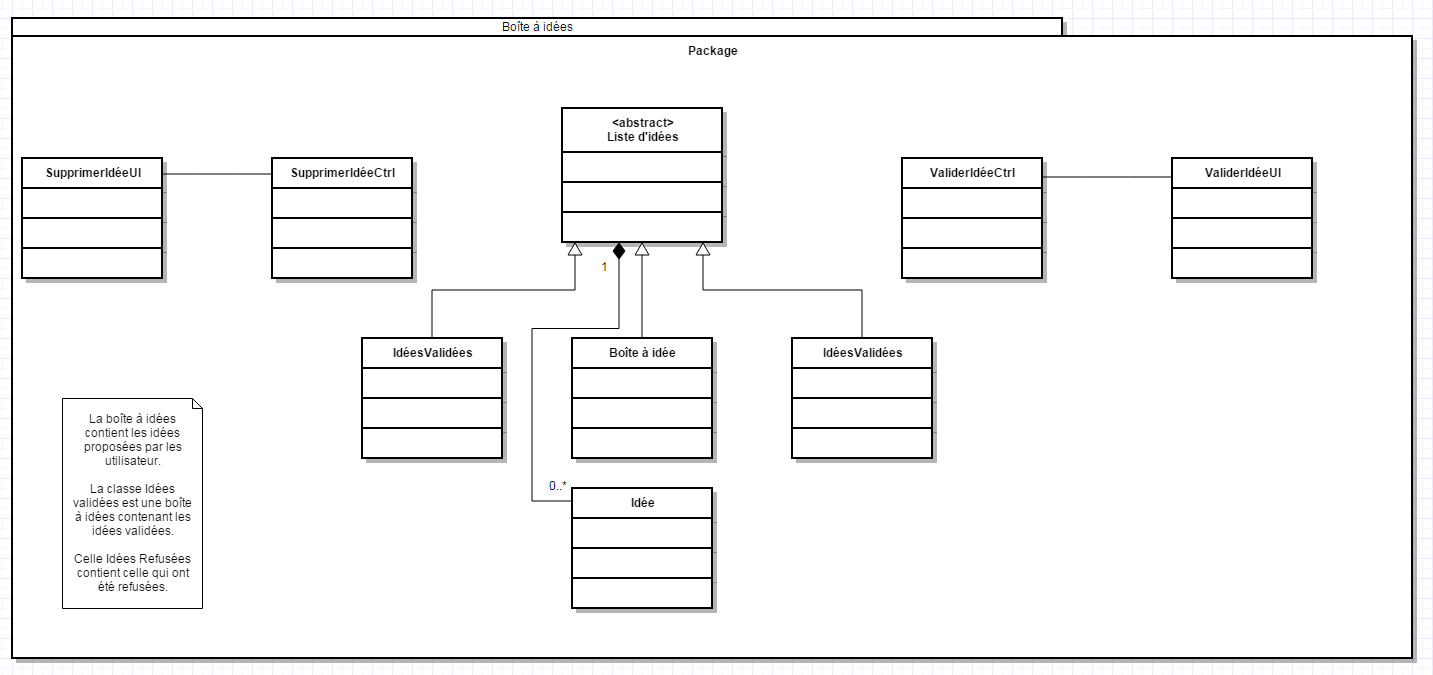 Boîte à idées
Package
<abstract>
Liste d'idées
SupprimerIdéeUI
SupprimerIdéeCtrl
ValiderIdéeCtrl
ValiderIdéeUI
1
IdéesValidées
Boîte à idée
IdéesValidées
La boîte à idées
contient les idées
proposées par les
utilisateur.
La classe Idées
validées est une boîte
à idées contenant les
idées validées.
Celle Idées Refusées
contient celle qui ont
été refusées.
0..*
Idée